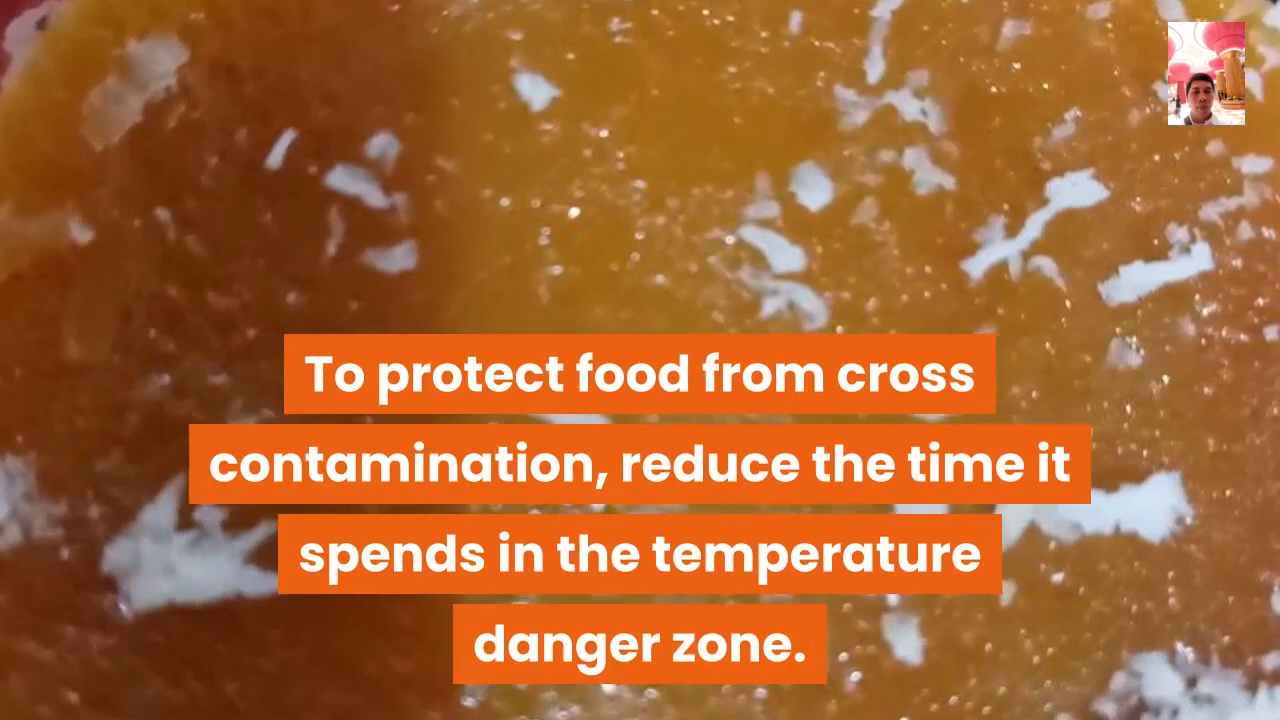 To protect food from cross
contamination, reduce the time it
spends in the temperature
danger zone.